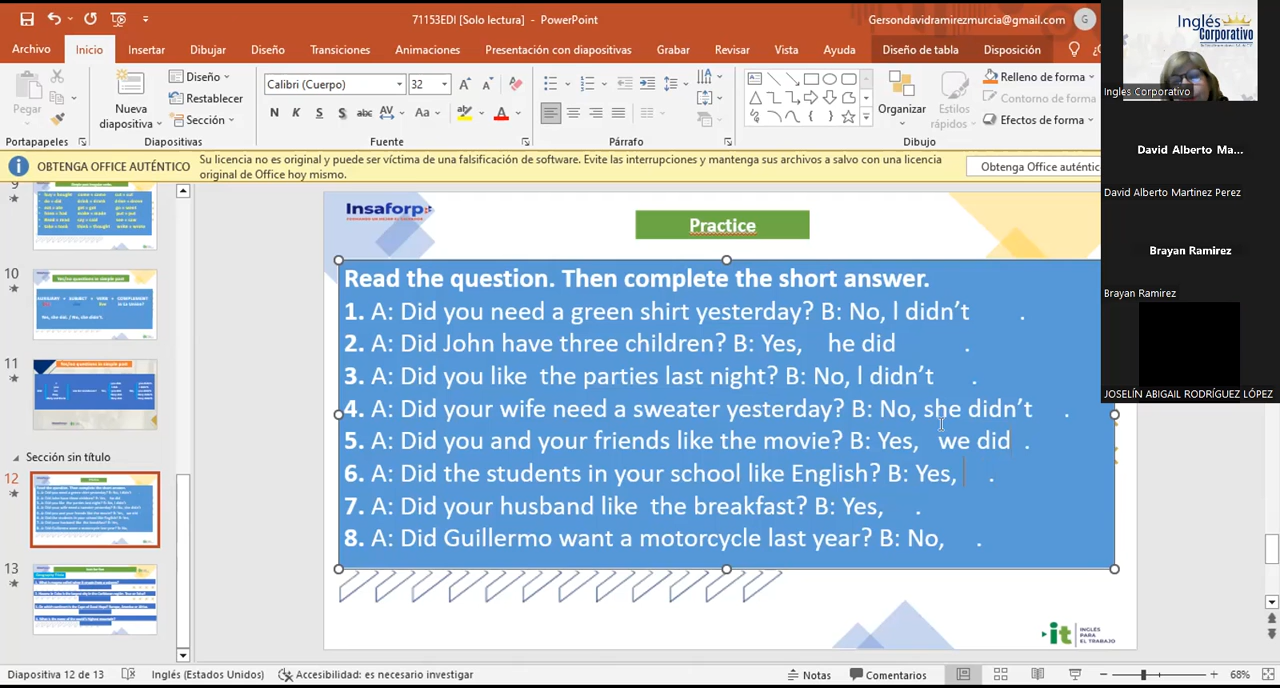 71153EDI [Solo lectura] - PowerPoint
Gersondavidramirezmurcia@gmail.com
G
Archivo Inicio Insertar Dibujar Diseño Transiciones Animaciones Presentación con diapositivas Grabar Revisar Vista Ayuda Diseño de tabla Disposición
Pegar
Nueva diapositiva
Diseño
Restablecer
Sección
Calibri (Cuerpo) 32
N K S S abc AV Aa A
Organizar
Estilos rápidos
Relleno de forma
Contorno de forma
Efectos de forma
Portapapeles Diapositivas Fuente Párrafo Dibujo
OBTENGA OFFICE AUTÉNTICO
Su licencia no es original y puede ser víctima de una falsificación de software. Evite las interrupciones y mantenga sus archivos a salvo con una licencia
original de Office hoy mismo.
Obtenga Office auténtic
9
10
11
Sección sin título
12
13
Insaforp
Practice
Read the question. Then complete the short answer.
1. A: Did you need a green shirt yesterday? B: No, I didn’t .
2. A: Did John have three children? B: Yes, he did .
3. A: Did you like the parties last night? B: No, I didn’t .
4. A: Did your wife need a sweater yesterday? B: No, she didn’t .
5. A: Did you and your friends like the movie? B: Yes, we did .
6. A: Did the students in your school like English? B: Yes, .
7. A: Did your husband like the breakfast? B: Yes, .
8. A: Did Guillermo want a motorcycle last year? B: No, .
it INGLÉS PARA EL TRABAJO
Inglés Corporativo
Ingles Corporativo
David Alberto Ma...
David Alberto Martinez Perez
Brayan Ramirez
Brayan Ramirez
JOSELÍN ABIGAIL RODRÍGUEZ LÓPEZ
Diapositiva 12 de 13 Inglés (Estados Unidos) Accesibilidad: es necesario investigar Notas Comentarios 68%